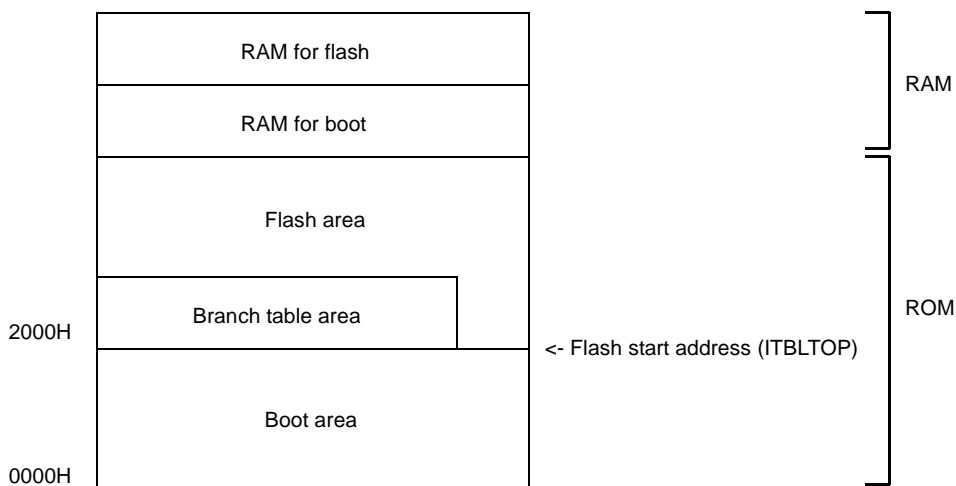 RAM for flash
RAM
RAM for boot
Flash area
Branch table area
ROM
2000H
<- Flash start address (ITBLTOP)
Boot area
0000H